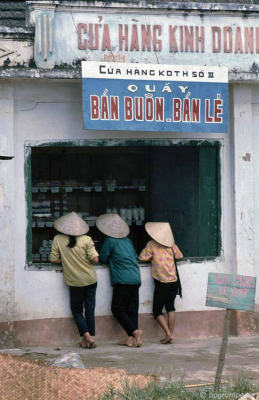 CỬA HÀNG KINH DOANH
CỬA HÀNG KDTH SỐ II
QUẦY
BÁN BUÔN - BÁN LẺ